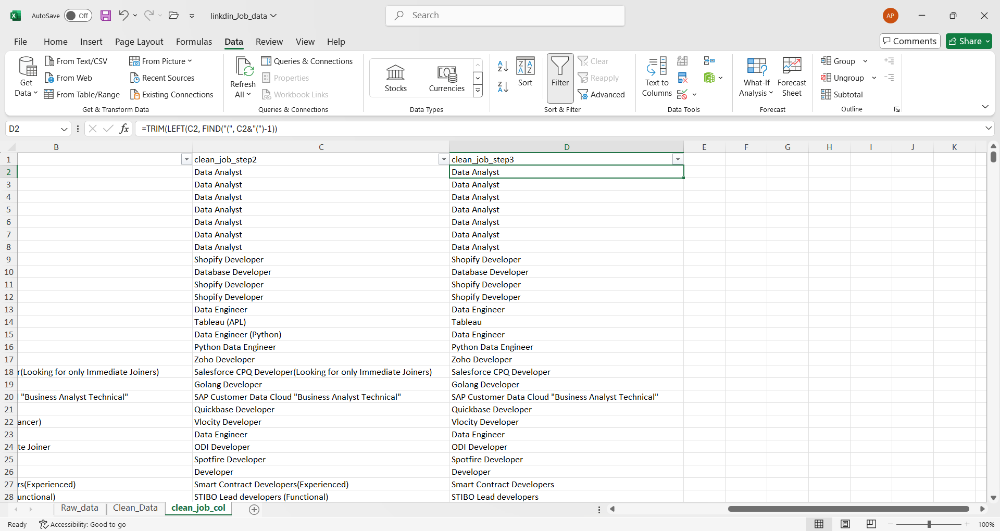 AutoSave Off linkdin_Job_data Search AP
File Home Insert Page Layout Formulas Data Review View Help Comments Share
Get Data From Text/CSV From Web From Table/Range From Picture Recent Sources Existing Connections
Get & Transform Data
Refresh All Queries & Connections Properties Workbook Links
Queries & Connections
Stocks Currencies
Data Types
Sort Filter Clear Reapply Advanced
Sort & Filter
Text to Columns
Data Tools
What-If Analysis Forecast Sheet
Forecast
Group Ungroup Subtotal
Outline
D2 fx =TRIM(LEFT(C2, FIND("(", C2&"(")-1))
B C D E F G H I J K
1 clean_job_step2 clean_job_step3
2 Data Analyst Data Analyst
3 Data Analyst Data Analyst
4 Data Analyst Data Analyst
5 Data Analyst Data Analyst
6 Data Analyst Data Analyst
7 Data Analyst Data Analyst
8 Data Analyst Data Analyst
9 Shopify Developer Shopify Developer
10 Database Developer Database Developer
11 Shopify Developer Shopify Developer
12 Shopify Developer Shopify Developer
13 Data Engineer Data Engineer
14 Tableau (APL) Tableau
15 Data Engineer (Python) Data Engineer
16 Python Data Engineer Python Data Engineer
17 Zoho Developer Zoho Developer
18 r(Looking for only Immediate Joiners) Salesforce CPQ Developer(Looking for only Immediate Joiners) Salesforce CPQ Developer
19 Golang Developer Golang Developer
20 "Business Analyst Technical" SAP Customer Data Cloud "Business Analyst Technical" SAP Customer Data Cloud "Business Analyst Technical"
21 Quickbase Developer Quickbase Developer
22 ancer) Vlocity Developer Vlocity Developer
23 Data Engineer Data Engineer
24 te Joiner ODI Developer ODI Developer
25 Spotfire Developer Spotfire Developer
26 Developer Developer
27 rs(Experienced) Smart Contract Developers(Experienced) Smart Contract Developers
28 unctional) STIBO Lead developers (Functional) STIBO Lead developers
Raw_data Clean_Data clean_job_col
Ready Accessibility: Good to go 100%